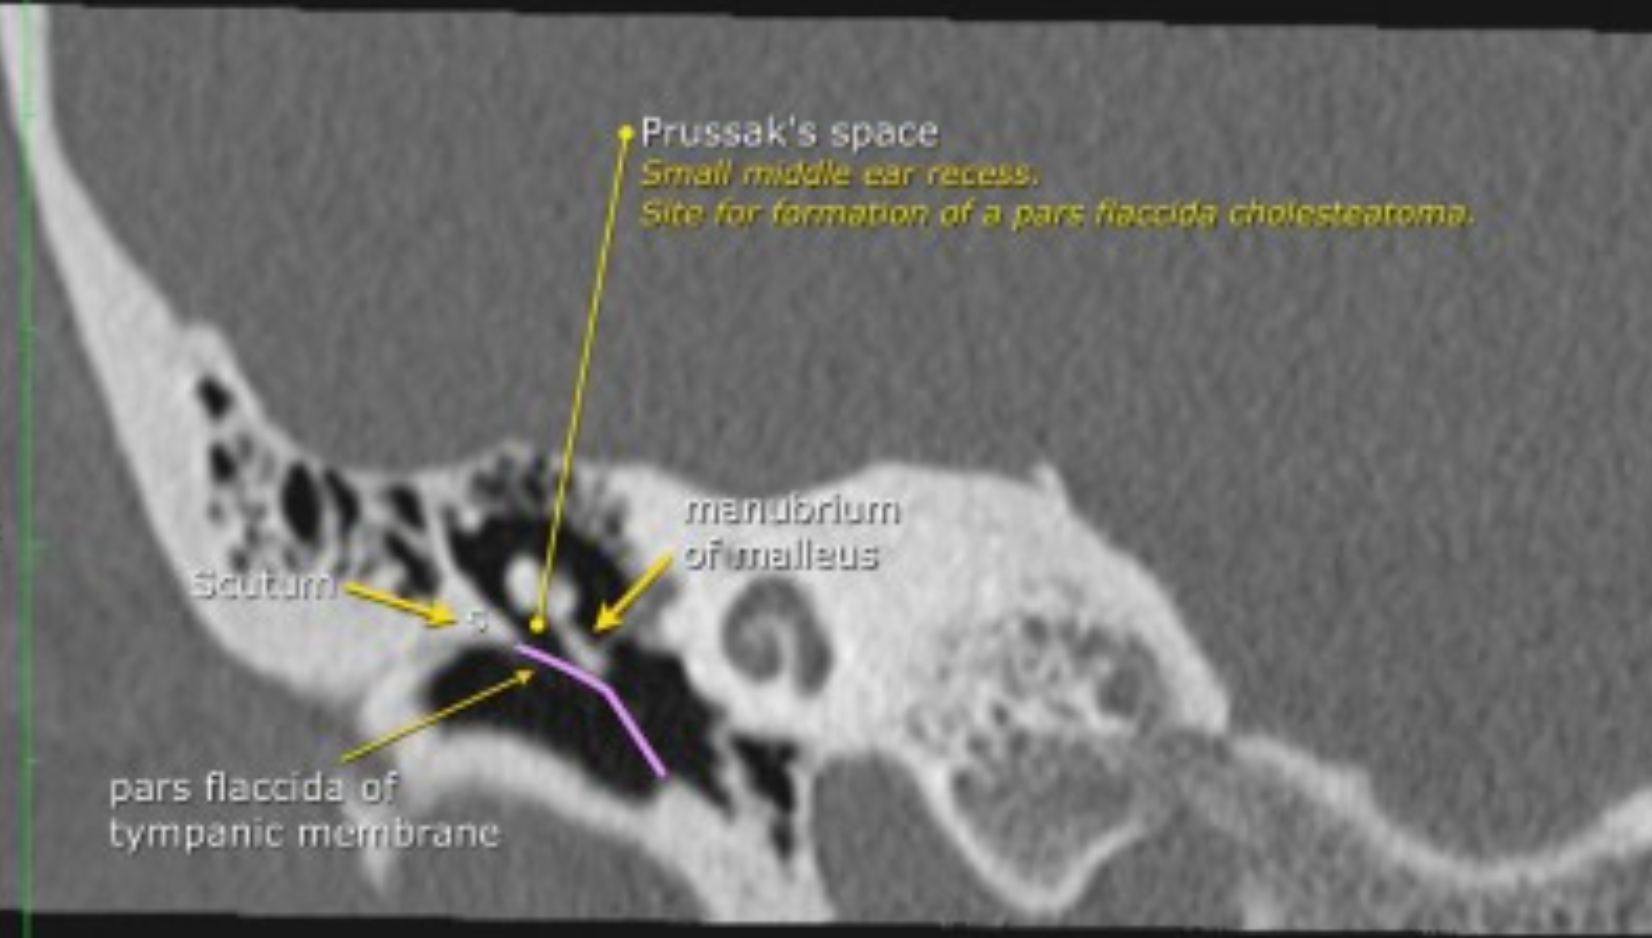 Prussak's space
Small middle ear recess.
Site for formation of a pars flaccida cholesteatoma.
manubrium
of malleus
Scutum
S
pars flaccida of
tympanic membrane